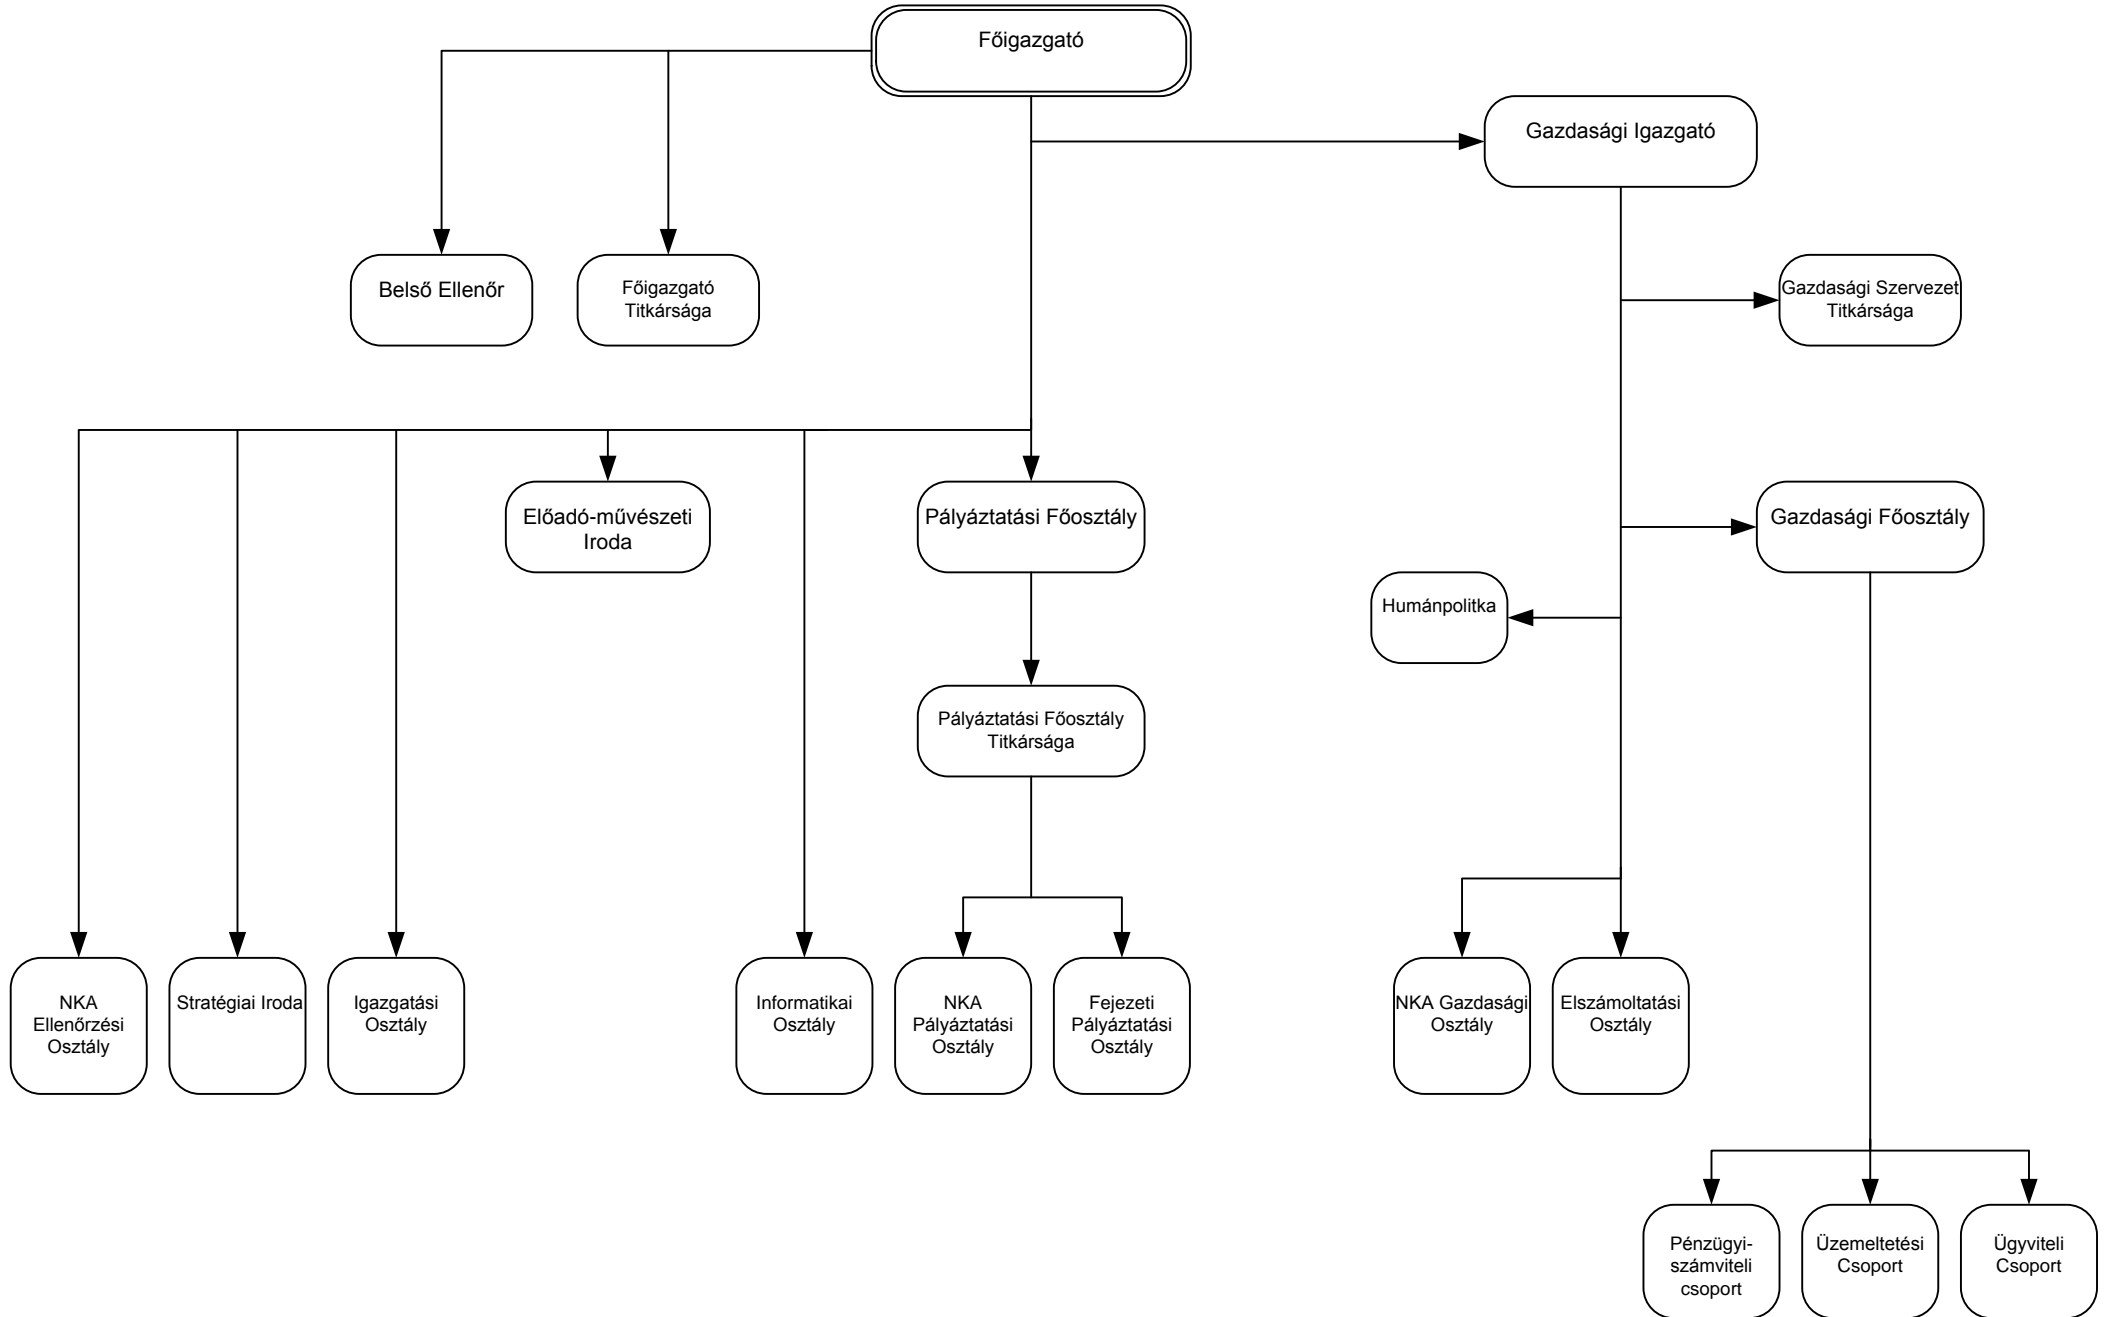 Főigazgató
Gazdasági Igazgató
Belső Ellenőr
Főigazgató
Titkársága
Gazdasági Szervezet
Titkársága
Előadó-művészeti
Iroda
Pályáztatási Főosztály
Gazdasági Főosztály
Humánpolitka
Pályáztatási Főosztály
Titkársága
NKA
Ellenőrzési
Osztály
Stratégiai Iroda
Igazgatási
Osztály
Informatikai
Osztály
NKA
Pályáztatási
Osztály
Fejezeti
Pályáztatási
Osztály
NKA Gazdasági
Osztály
Elszámoltatási
Osztály
Pénzügyi-
számviteli
csoport
Üzemeltetési
Csoport
Ügyviteli
Csoport